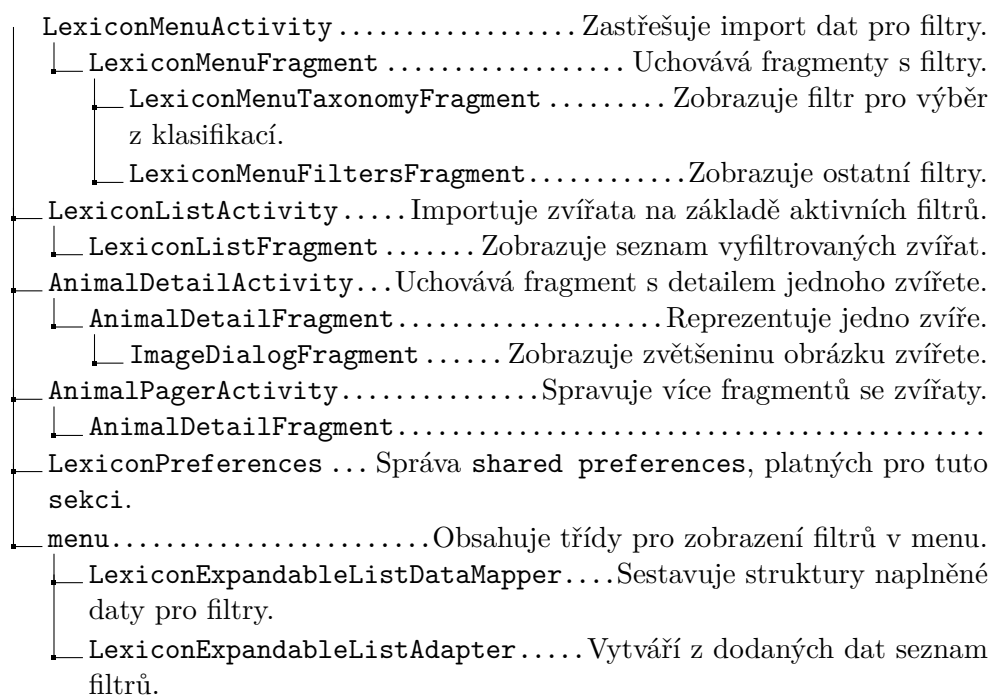 LexiconMenuActivity..................Zastřešuje import dat pro filtry.
LexiconMenuFragment..................Uchovává fragmenty s filtry.
LexiconMenuTaxonomyFragment.........Zobrazuje filtr pro výběr
z klasifikací.
LexiconMenuFiltersFragment............Zobrazuje ostatní filtry.
LexiconListActivity.....Importuje zvířata na základě aktivních filtrů.
LexiconListFragment.......Zobrazuje seznam vyfiltrovaných zvířat.
AnimalDetailActivity...Uchovává fragment s detailem jednoho zvířete.
AnimalDetailFragment....................Reprezentuje jedno zvíře.
ImageDialogFragment......Zobrazuje zvětšeninu obrázku zvířete.
AnimalPagerActivity...............Spravuje více fragmentů se zvířaty.
AnimalDetailFragment............................................
LexiconPreferences...Správa shared preferences, platných pro tuto
sekci.
menu........................Obsahuje třídy pro zobrazení filtrů v menu.
LexiconExpandableListDataMapper....Sestavuje struktury naplněné
daty pro filtry.
LexiconExpandableListAdapter.....Vytváří z dodaných dat seznam
filtrů.